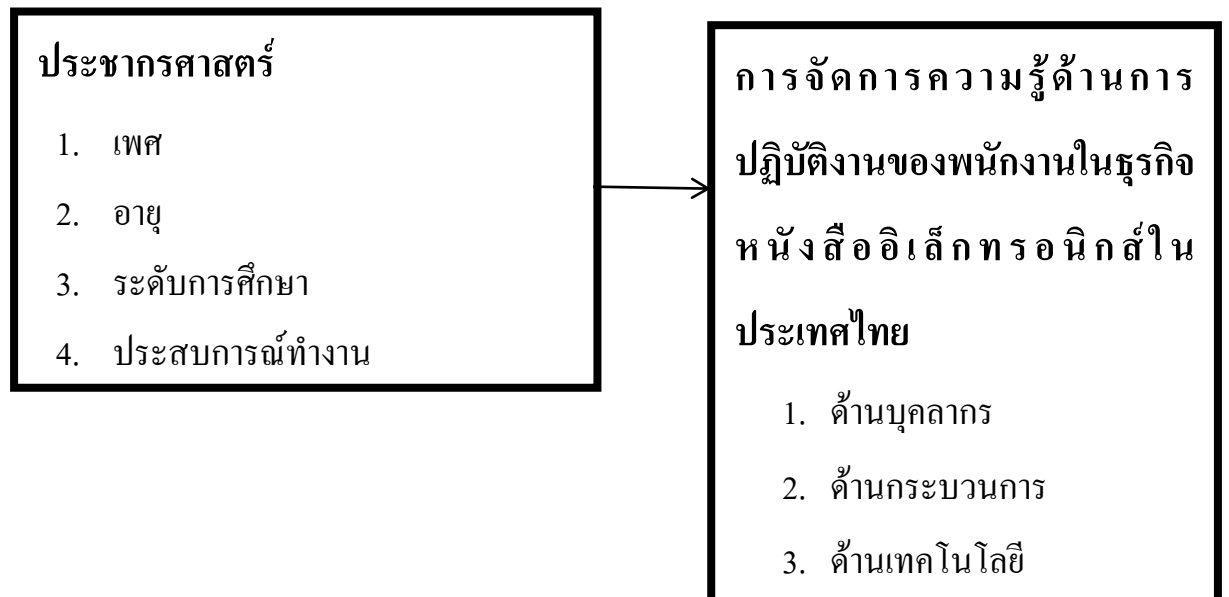 ประชากรศาสตร์
1. เพศ
2. อายุ
3. ระดับการศึกษา
4. ประสบการณ์ทำงาน
การจัดการความรู้ด้านการ
ปฏิบัติงานของพนักงานในธุรกิจ
หนังสืออิเล็กทรอนิกส์ใน
ประเทศไทย
1. ด้านบุคลากร
2. ด้านกระบวนการ
3. ด้านเทคโนโลยี